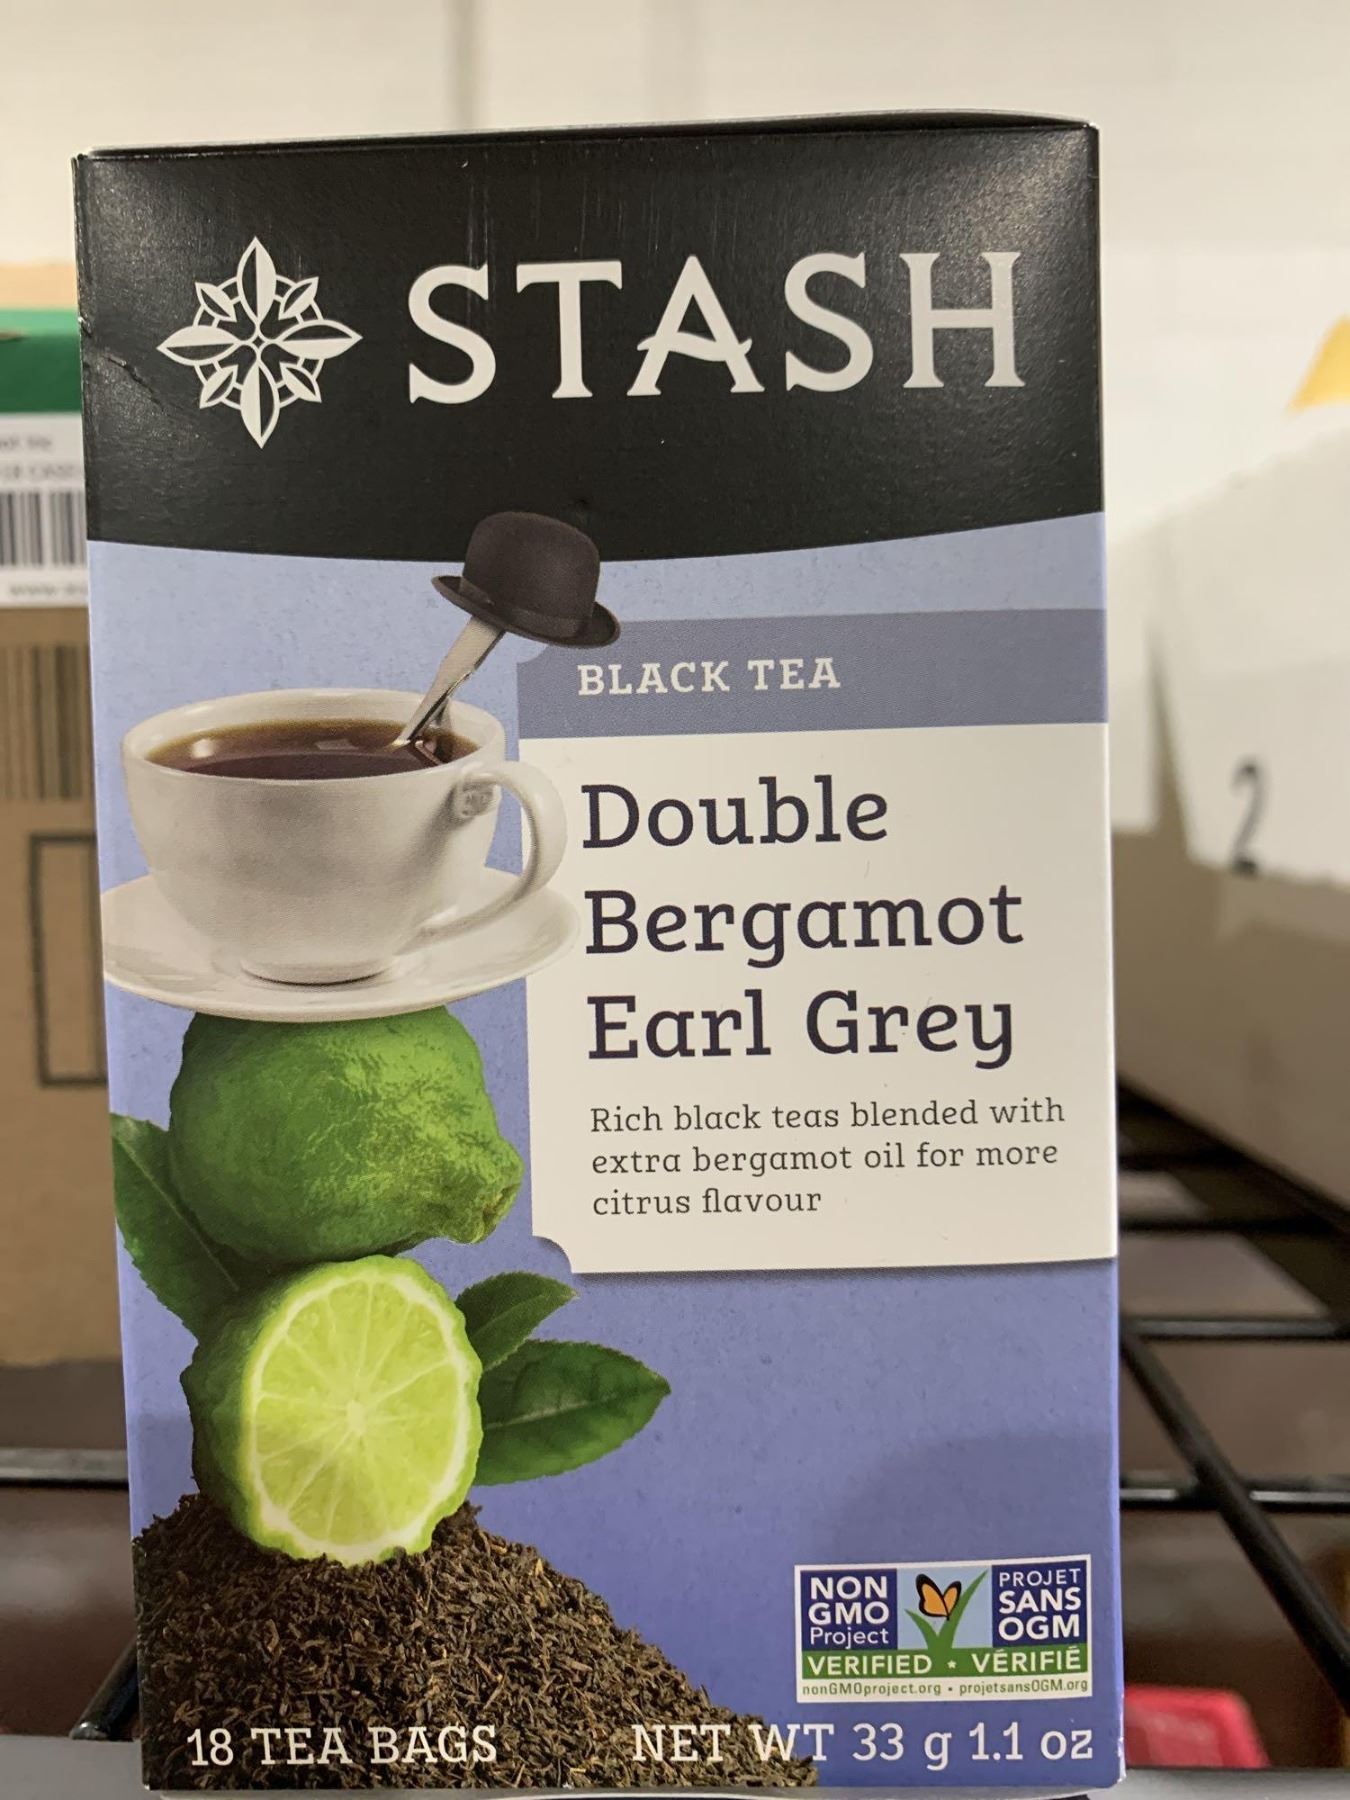 STASH
BLACK TEA
Double
Bergamot
Earl Grey
Rich black teas blended with
extra bergamot oil for more
citrus flavour
NON
GMO
Project
PROJET
SANS
OGM
VERIFIED • VÉRIFIÉ
nonGMOproject.org • projetsansOGM.org
18 TEA BAGS
NET WT 33 g 1.1 oz
2